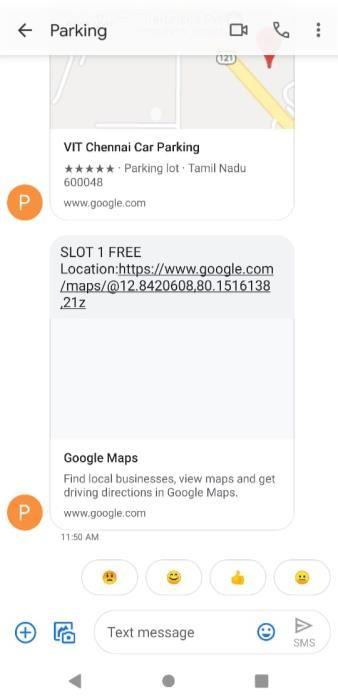 Parking
121
VIT Chennai Car Parking
★★★★★ · Parking lot · Tamil Nadu
600048
www.google.com
P
SLOT 1 FREE
Location:https://www.google.com
/maps/@12.8420608,80.1516138
,21z
Google Maps
Find local businesses, view maps and get
driving directions in Google Maps.
www.google.com
P
11:50 AM
Text message
SMS